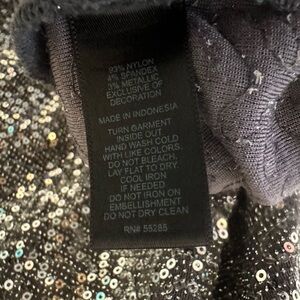 93% NYLON
4% SPANDEX
3% METALLIC
EXCLUSIVE OF
DECORATION
MADE IN INDONESIA
TURN GARMENT
INSIDE OUT
HAND WASH COLD
WITH LIKE COLORS.
DO NOT BLEACH.
LAY FLAT TO DRY.
COOL IRON
IF NEEDED
DO NOT IRON ON
EMBELLISHMENT
DO NOT DRY CLEAN
RN# 55285